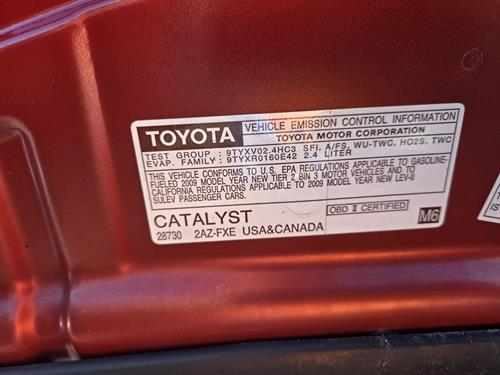 TOYOTA VEHICLE EMISSION CONTROL INFORMATION
TOYOTA MOTOR CORPORATION
TEST GROUP : 9TYXV02.4HC3 SFI, A/FS, WU-TWC, HO2S, TWC
EVAP. FAMILY : 9TYXR0160E42 2.4 LITER
THIS VEHICLE CONFORMS TO U.S. EPA REGULATIONS APPLICABLE TO GASOLINE-
FUELED 2009 MODEL YEAR NEW TIER 2 BIN 3 MOTOR VEHICLES AND TO
CALIFORNIA REGULATIONS APPLICABLE TO 2009 MODEL YEAR NEW LEV-II
SULEV PASSENGER CARS.
CATALYST OBD II CERTIFIED
28730 2AZ-FXE USA&CANADA M6